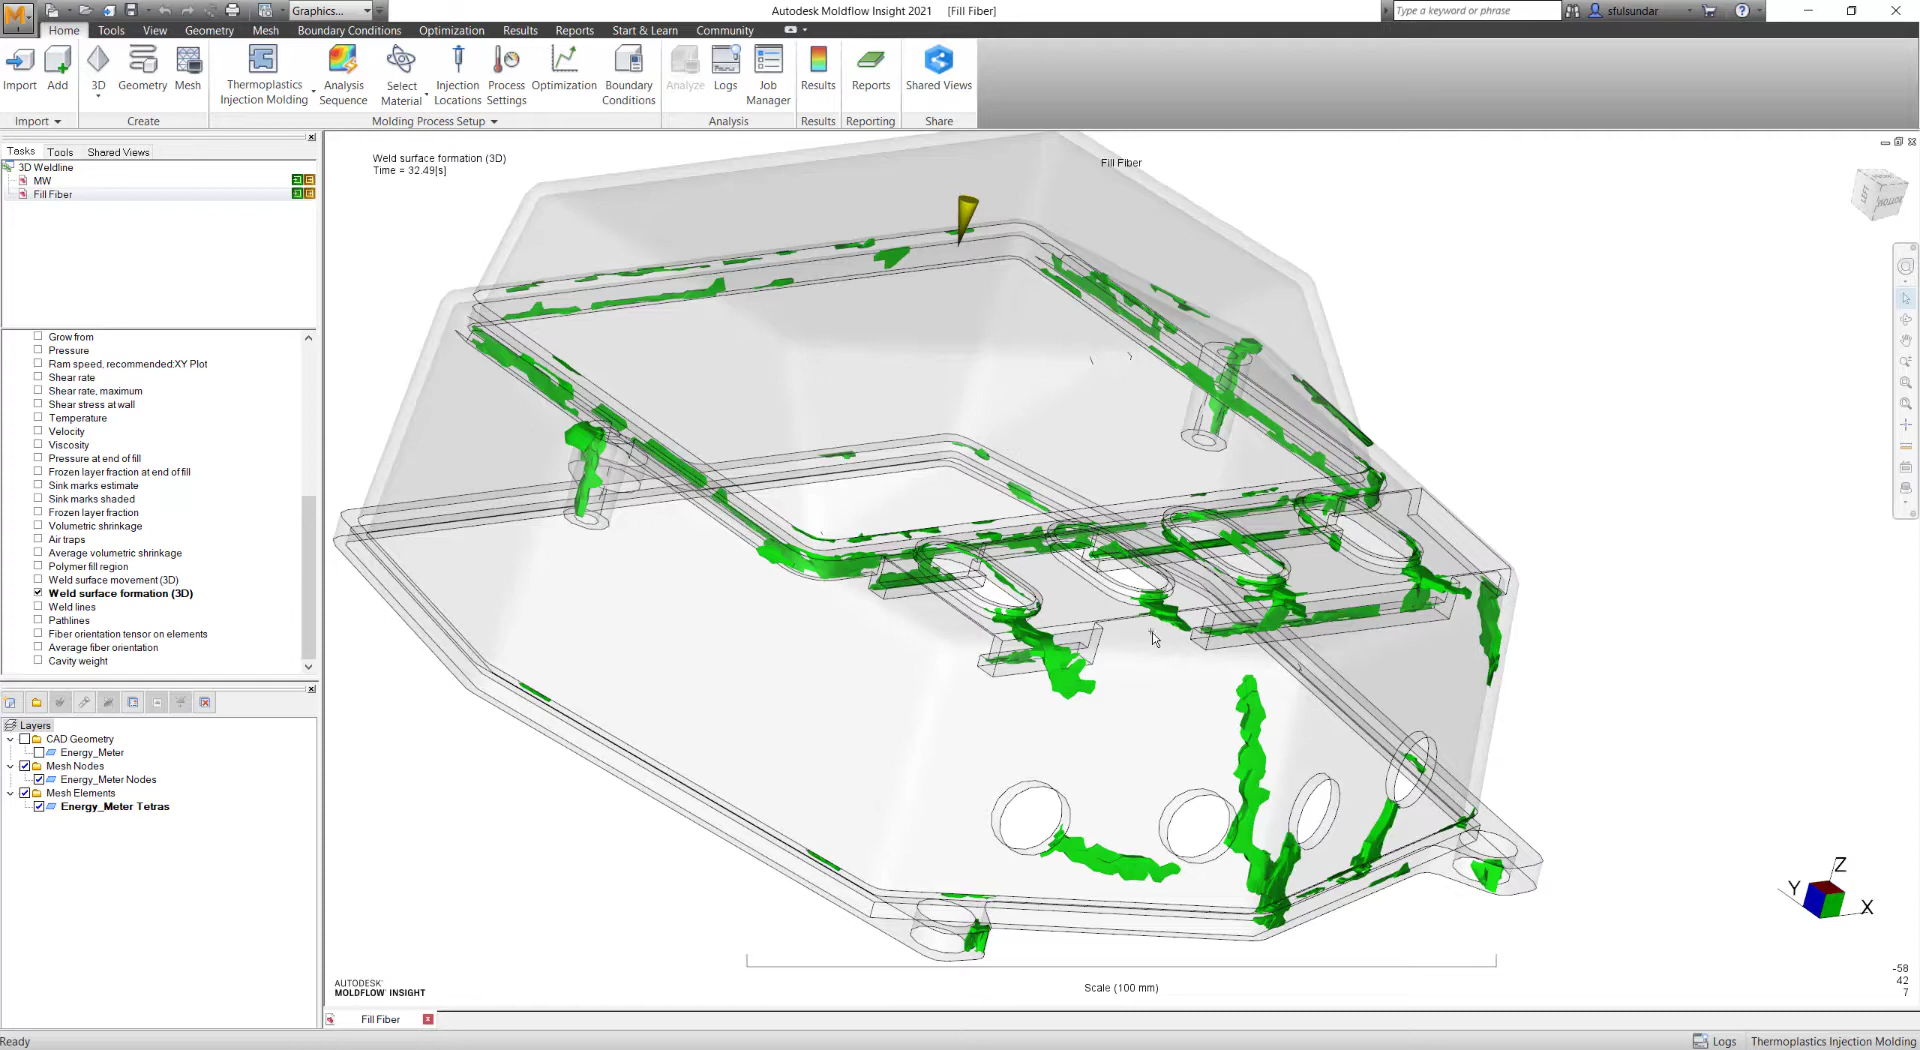 Graphics...
Autodesk Moldflow Insight 2021 [Fill Fiber]
Type a keyword or phrase
sfulsundar
Home Tools View Geometry Mesh Boundary Conditions Optimization Results Reports Start & Learn Community
Import
Add
3D
Geometry
Mesh
Thermoplastics
Injection Molding
Analysis
Sequence
Select
Material
Injection
Locations
Process
Settings
Optimization
Boundary
Conditions
Analyze
Logs
Job
Manager
Results
Reports
Shared Views
Import
Create
Molding Process Setup
Analysis
Results
Reporting
Share
Tasks Tools Shared Views
3D Weldline
MW
Fill Fiber
Grow from
Pressure
Ram speed, recommended:XY Plot
Shear rate
Shear rate, maximum
Shear stress at wall
Temperature
Velocity
Viscosity
Pressure at end of fill
Frozen layer fraction at end of fill
Sink marks estimate
Sink marks shaded
Frozen layer fraction
Volumetric shrinkage
Air traps
Average volumetric shrinkage
Polymer fill region
Weld surface movement (3D)
Weld surface formation (3D)
Weld lines
Pathlines
Fiber orientation tensor on elements
Average fiber orientation
Cavity weight
Layers
CAD Geometry
Energy_Meter
Mesh Nodes
Energy_Meter Nodes
Mesh Elements
Energy_Meter Tetras
Weld surface formation (3D)
Time = 32.49[s]
Fill Fiber
LEFT
Z
Y
X
-58
42
7
AUTODESK
MOLDFLOW INSIGHT
Scale (100 mm)
Fill Fiber
Ready
Logs
Thermoplastics Injection Molding